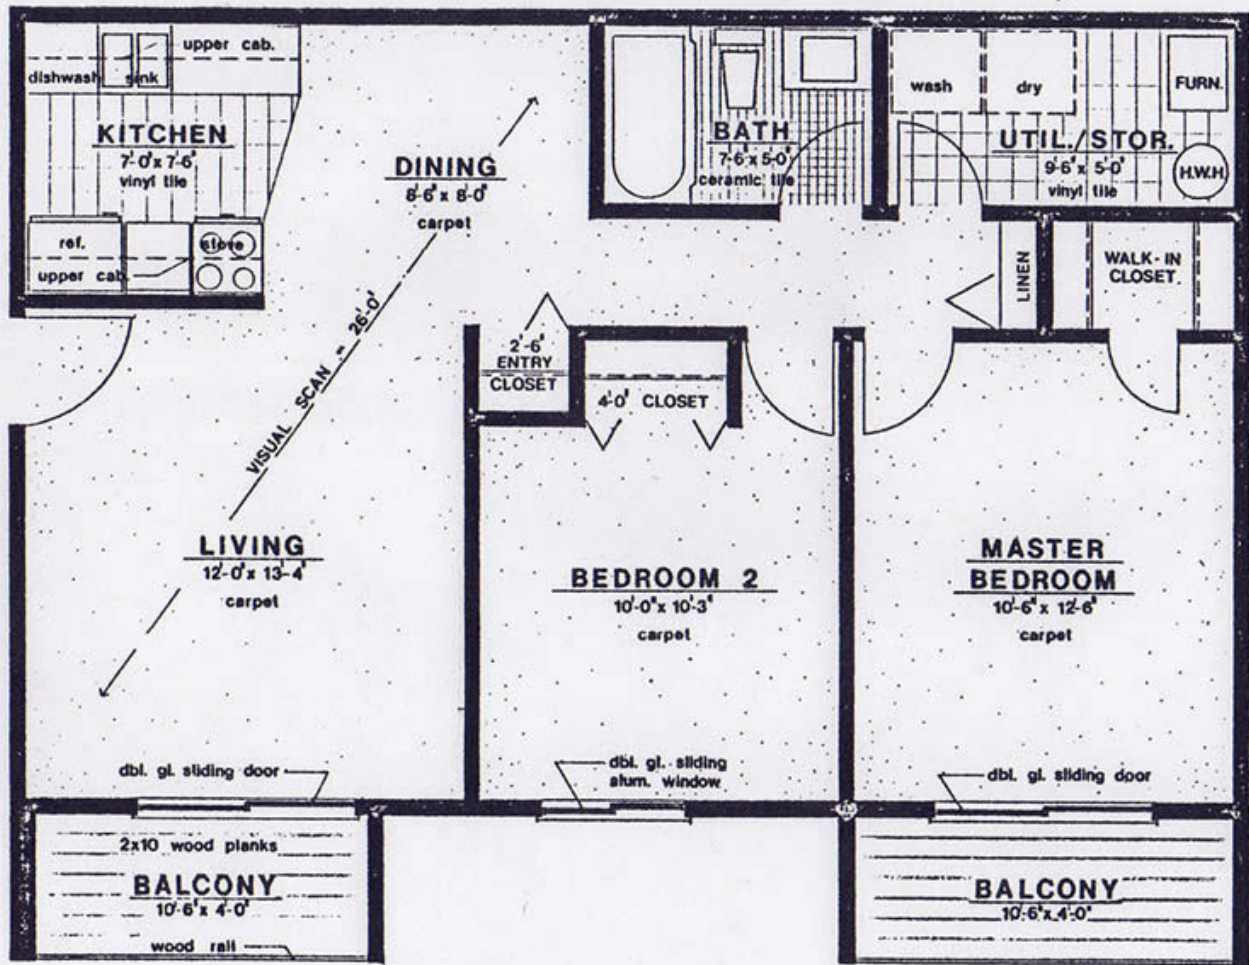 upper cab.
dishwash sink
KITCHEN
7'-0" x 7'-6"
vinyl tile
ref.
stove
upper cab.
DINING
8'-6" x 8'-0"
carpet
BATH
7'-6" x 5'-0"
ceramic tile
wash
dry
FURN.
UTIL./STOR.
9'-6" x 5'-0"
vinyl tile
H.W.H.
LINEN
WALK-IN
CLOSET
VISUAL SCAN = 26'-0"
2'-6"
ENTRY
CLOSET
4'-0" CLOSET
LIVING
12'-0" x 13'-4"
carpet
BEDROOM 2
10'-0" x 10'-3"
carpet
MASTER
BEDROOM
10'-6" x 12'-6"
carpet
dbl. gl. sliding door
dbl. gl. sliding
alum. window
dbl. gl. sliding door
2x10 wood planks
BALCONY
10'-6" x 4'-0"
wood rail
BALCONY
10'-6" x 4'-0"